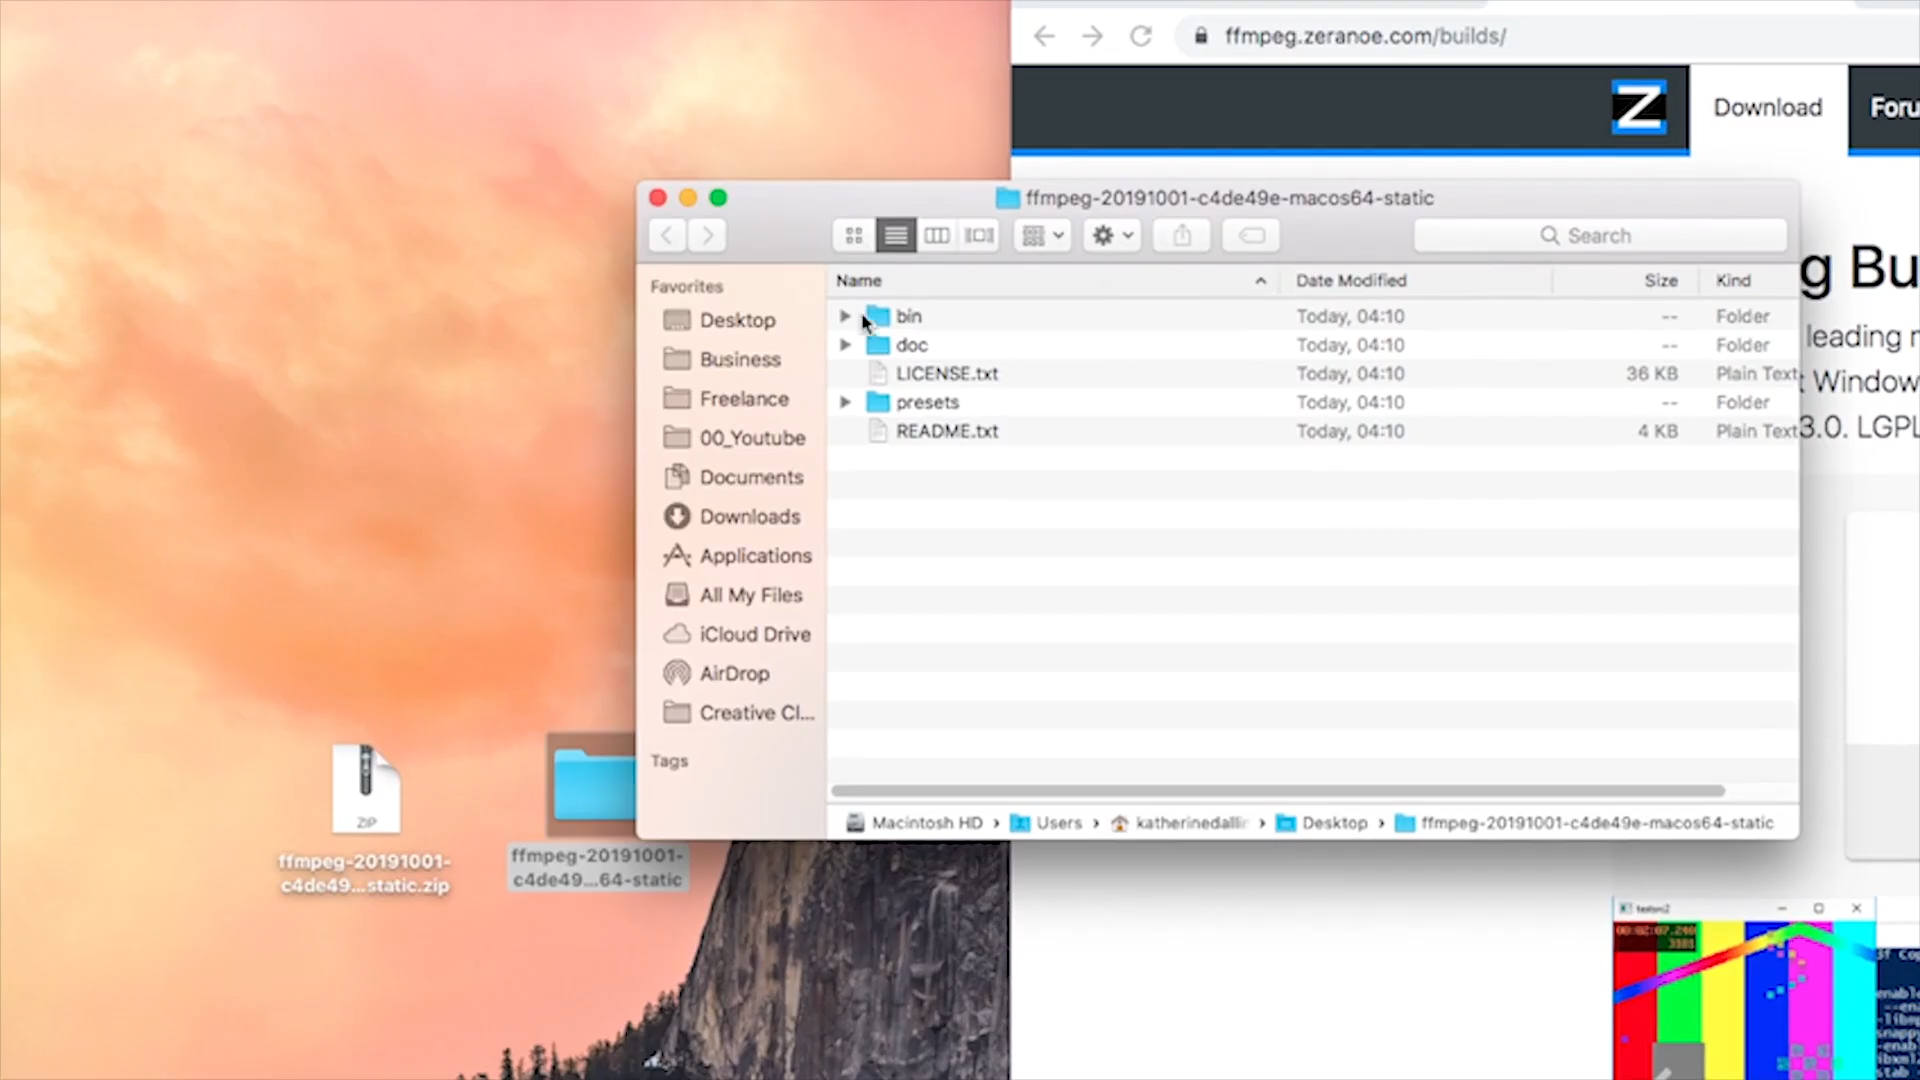 ffmpeg.zeranoe.com/builds/
Z
Download
Foru
ffmpeg-20191001-c4de49e-macos64-static
Search
g Bu
leading r
Window
3.0. LGPL
Favorites
Desktop
Business
Freelance
00_Youtube
Documents
Downloads
Applications
All My Files
iCloud Drive
AirDrop
Creative Cl...
Tags
Name Date Modified Size Kind
bin Today, 04:10 -- Folder
doc Today, 04:10 -- Folder
LICENSE.txt Today, 04:10 36 KB Plain Text
presets Today, 04:10 -- Folder
README.txt Today, 04:10 4 KB Plain Text
Macintosh HD › Users › katherinedalli › Desktop › ffmpeg-20191001-c4de49e-macos64-static
ZIP
ffmpeg-20191001-
c4de49...static.zip
ffmpeg-20191001-
c4de49...64-static